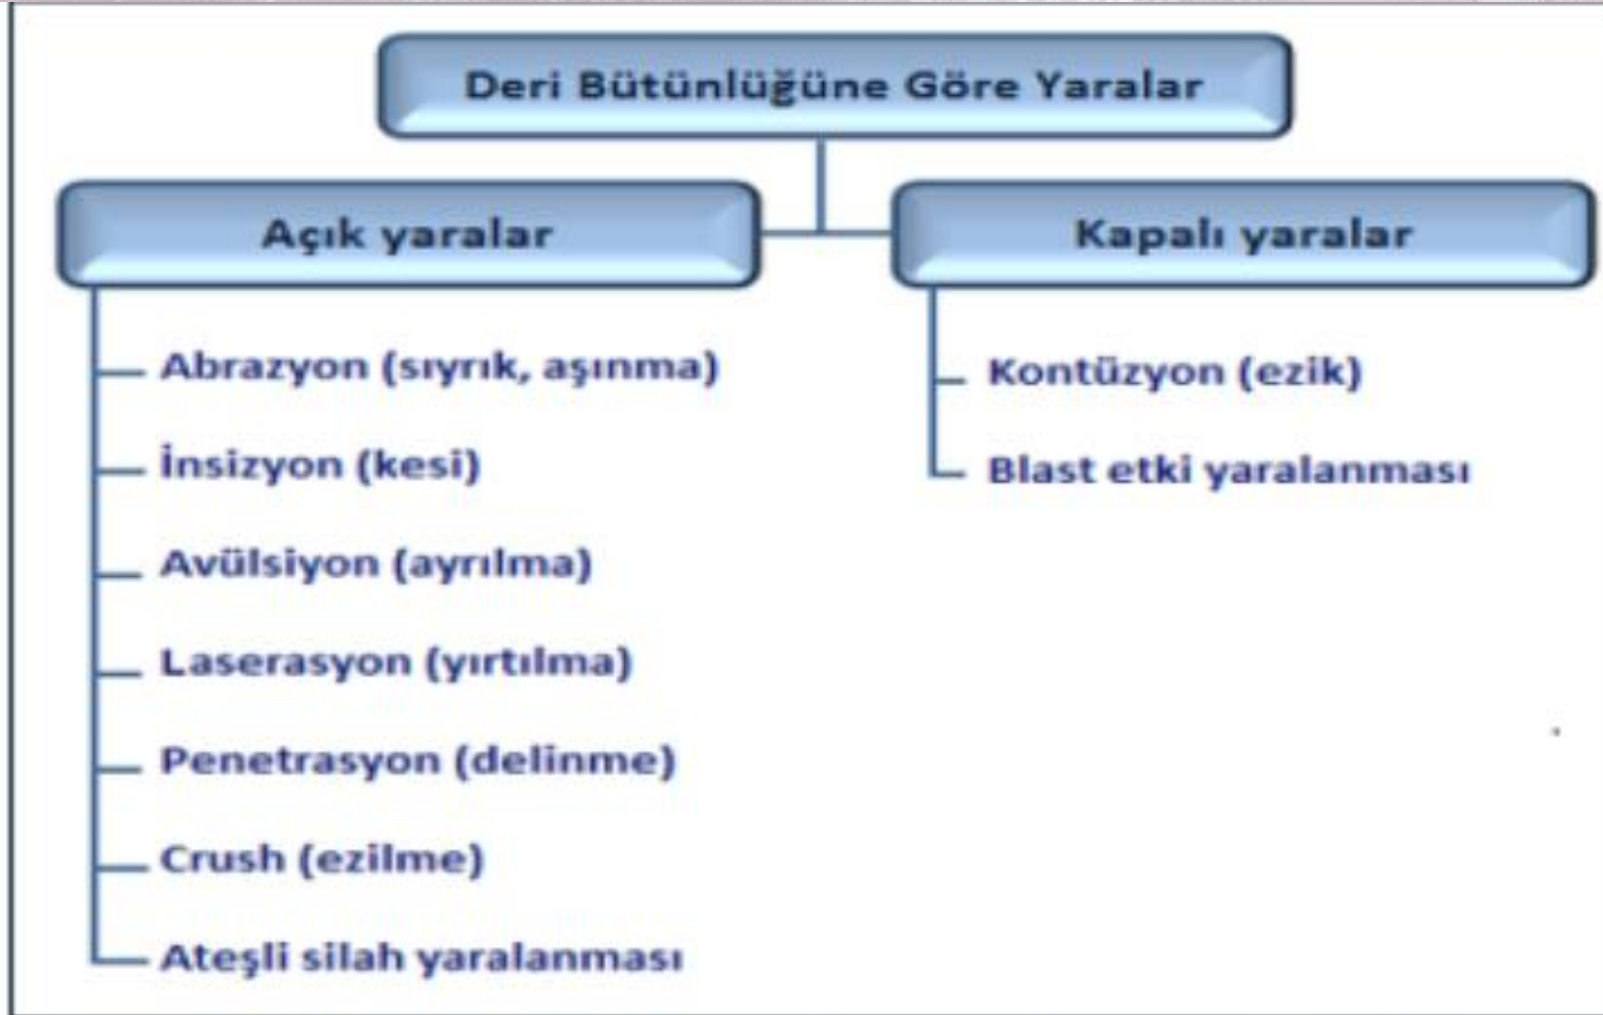 Deri Bütünlüğüne Göre Yaralar
Açık yaralar
Abrazyon (sıyrık, aşınma)
İnsizyon (kesi)
Avülsiyon (ayrılma)
Laserasyon (yırtılma)
Penetrasyon (delinme)
Crush (ezilme)
Ateşli silah yaralanması
Kapalı yaralar
Kontüzyon (ezik)
Blast etki yaralanması